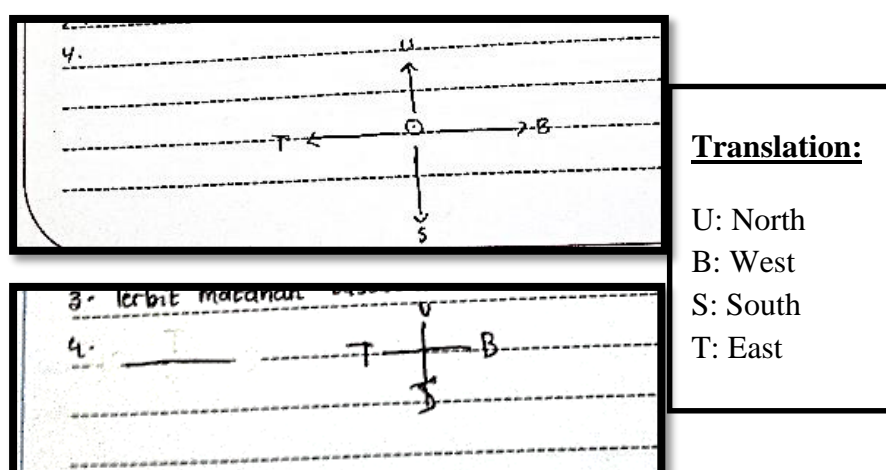 4.
U
T B
S
3. Terbit matahari
U
4. T B
S
Translation:
U: North
B: West
S: South
T: East